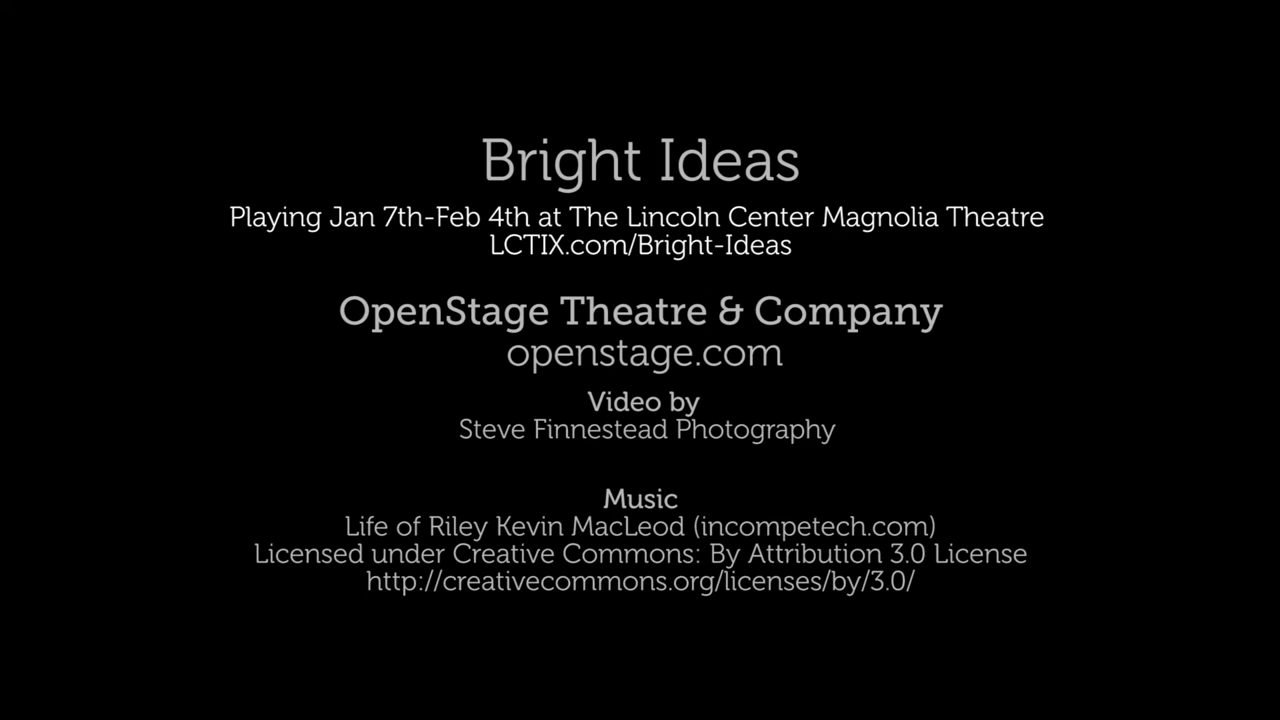 Bright Ideas
Playing Jan 7th-Feb 4th at The Lincoln Center Magnolia Theatre
LCTIX.com/Bright-Ideas
OpenStage Theatre & Company
openstage.com
Video by
Steve Finnestead Photography
Music
Life of Riley Kevin MacLeod (incompetech.com)
Licensed under Creative Commons: By Attribution 3.0 License
http://creativecommons.org/licenses/by/3.0/